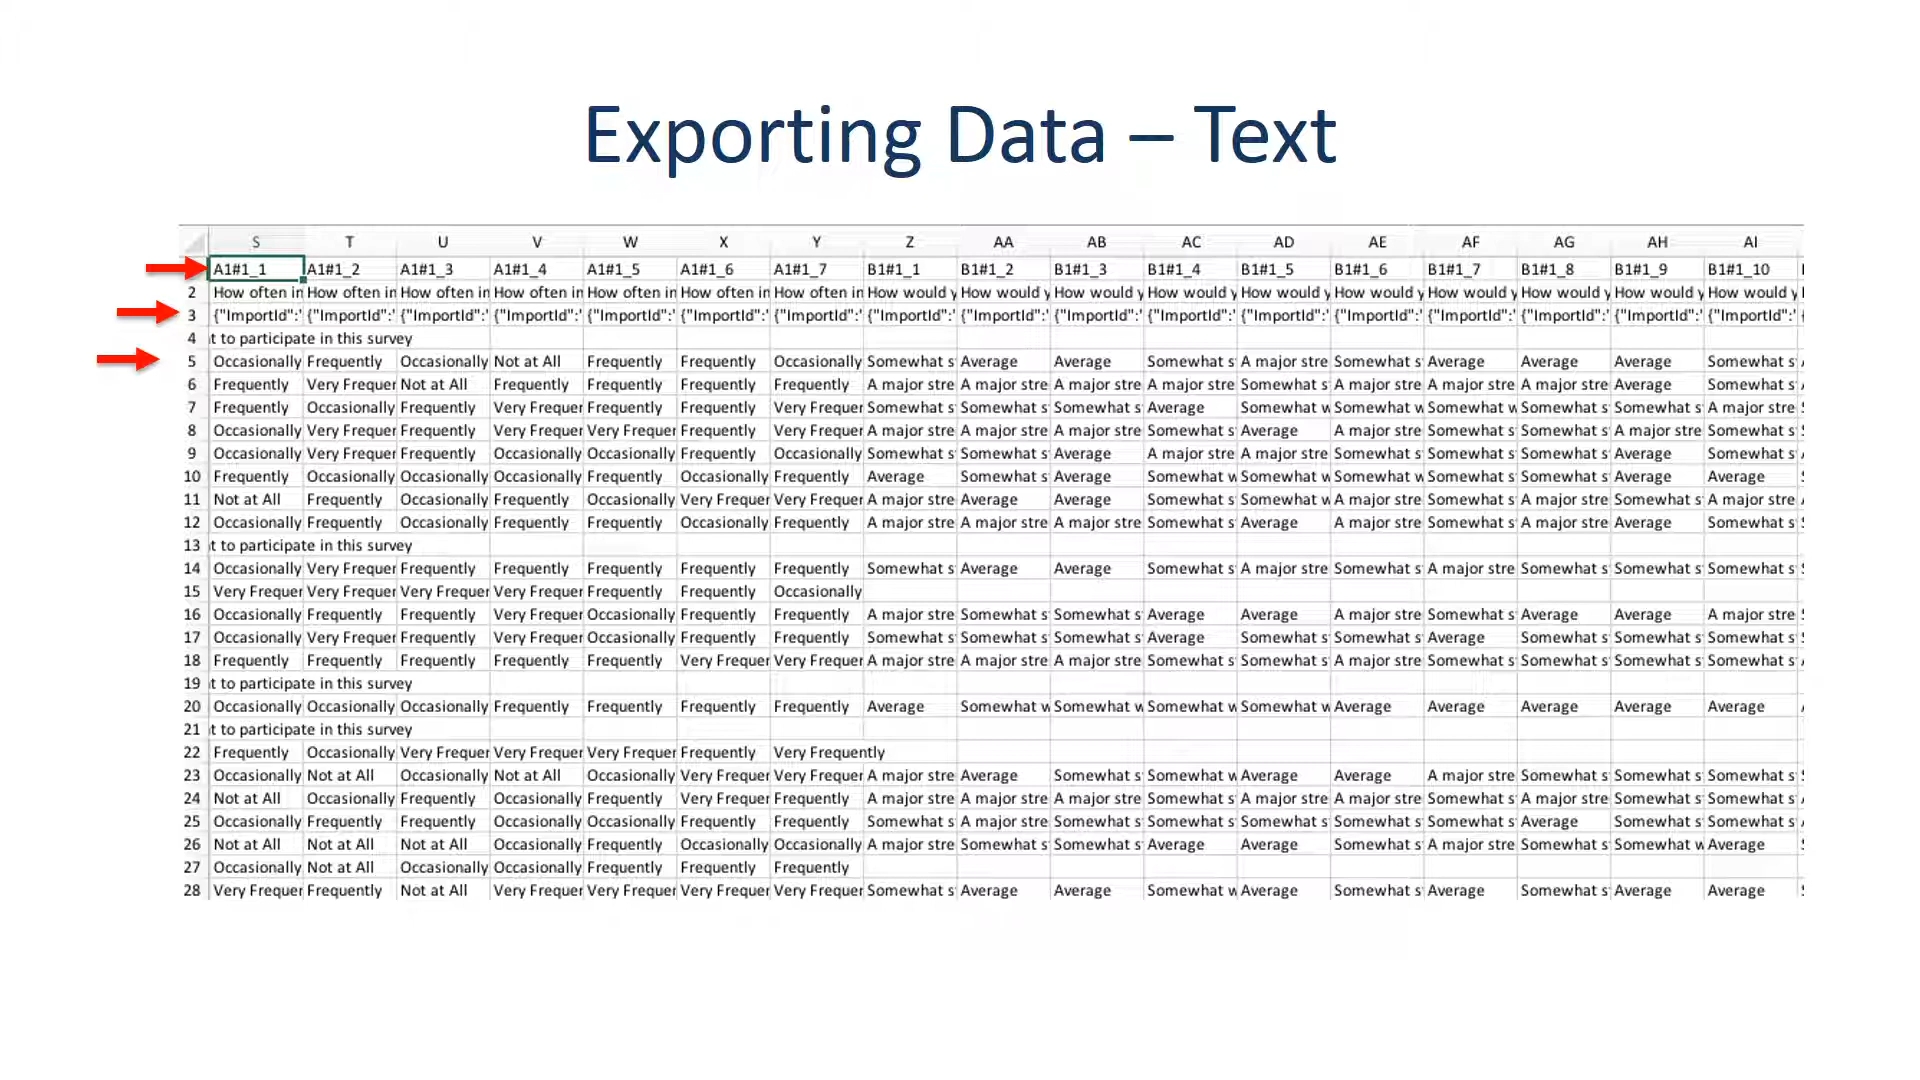 Exporting Data – Text
S T U V W X Y Z AA AB AC AD AE AF AG AH AI
A1#1_1 A1#1_2 A1#1_3 A1#1_4 A1#1_5 A1#1_6 A1#1_7 B1#1_1 B1#1_2 B1#1_3 B1#1_4 B1#1_5 B1#1_6 B1#1_7 B1#1_8 B1#1_9 B1#1_10
2 How often in How often in How often in How often in How often in How often in How often in How would y How would y How would y How would y How would y How would y How would y How would y How would y How would y
3 {"ImportId":' {"ImportId":' {"ImportId":' {"ImportId":' {"ImportId":' {"ImportId":' {"ImportId":' {"ImportId":' {"ImportId":' {"ImportId":' {"ImportId":' {"ImportId":' {"ImportId":' {"ImportId":' {"ImportId":' {"ImportId":' {"ImportId":'
4 t to participate in this survey
5 Occasionally Frequently Occasionally Not at All Frequently Frequently Occasionally Somewhat s Average Average Somewhat s A major stre Somewhat s Average Average Average Somewhat s
6 Frequently Very Frequer Not at All Frequently Frequently Frequently Frequently A major stre A major stre A major stre A major stre Somewhat s A major stre A major stre A major stre Average Somewhat s
7 Frequently Occasionally Frequently Very Frequer Frequently Frequently Very Frequer Somewhat s Somewhat s Somewhat s Average Somewhat w Somewhat w Somewhat w Somewhat s Somewhat s A major stre
8 Occasionally Very Frequer Frequently Very Frequer Very Frequer Frequently Very Frequer A major stre A major stre A major stre Somewhat s Average A major stre Somewhat s Somewhat s A major stre Somewhat s
9 Occasionally Very Frequer Frequently Occasionally Occasionally Frequently Occasionally Somewhat s Somewhat s Average A major stre A major stre Somewhat s Somewhat s Somewhat s Average Somewhat s
10 Frequently Occasionally Occasionally Occasionally Frequently Occasionally Frequently Average Somewhat s Average Somewhat w Somewhat w Somewhat s Somewhat s A major stre Average Average
11 Not at All Frequently Occasionally Frequently Occasionally Very Frequer Very Frequer A major stre Average Average Somewhat s Somewhat w A major stre Somewhat s A major stre Somewhat s A major stre
12 Occasionally Frequently Occasionally Frequently Frequently Occasionally Frequently A major stre A major stre A major stre Somewhat s Average A major stre Somewhat s A major stre Average Somewhat s
13 t to participate in this survey
14 Occasionally Very Frequer Frequently Frequently Frequently Frequently Frequently Somewhat s Average Average Somewhat s A major stre Somewhat s A major stre Somewhat s Somewhat s Somewhat s
15 Very Frequer Very Frequer Very Frequer Very Frequer Frequently Frequently Occasionally
16 Occasionally Frequently Frequently Very Frequer Occasionally Frequently Frequently A major stre Somewhat s Somewhat s Average Average A major stre Somewhat s Average Average A major stre
17 Occasionally Very Frequer Frequently Very Frequer Occasionally Frequently Frequently Somewhat s Somewhat s Somewhat s Average Somewhat s Somewhat s Average Somewhat s Somewhat s Somewhat s
18 Frequently Frequently Frequently Frequently Frequently Very Frequer Very Frequer A major stre A major stre A major stre Somewhat s Somewhat s A major stre Somewhat s Somewhat s Somewhat s Somewhat s
19 t to participate in this survey
20 Occasionally Occasionally Occasionally Frequently Frequently Frequently Frequently Average Somewhat w Somewhat w Somewhat w Somewhat w Average Average Average Average Average
21 t to participate in this survey
22 Frequently Occasionally Very Frequer Very Frequer Very Frequer Frequently Very Frequently
23 Occasionally Not at All Occasionally Not at All Occasionally Very Frequer Very Frequer A major stre Average Somewhat s Somewhat w Average Average A major stre Somewhat s Somewhat s Somewhat s
24 Not at All Occasionally Frequently Occasionally Frequently Very Frequer Frequently A major stre A major stre A major stre Somewhat s A major stre A major stre Somewhat s A major stre Somewhat s Somewhat s
25 Occasionally Frequently Frequently Occasionally Occasionally Frequently Frequently Somewhat s A major stre Somewhat s Somewhat s Somewhat s Somewhat s Somewhat s Average Somewhat s Somewhat s
26 Not at All Not at All Not at All Occasionally Frequently Occasionally Occasionally A major stre Somewhat s Somewhat s Average Average Somewhat s A major stre Somewhat s Somewhat w Average
27 Occasionally Not at All Occasionally Occasionally Frequently Frequently Frequently
28 Very Frequer Frequently Not at All Very Frequer Very Frequer Very Frequer Very Frequer Somewhat s Average Average Somewhat w Average Somewhat s Average Somewhat s Average Average